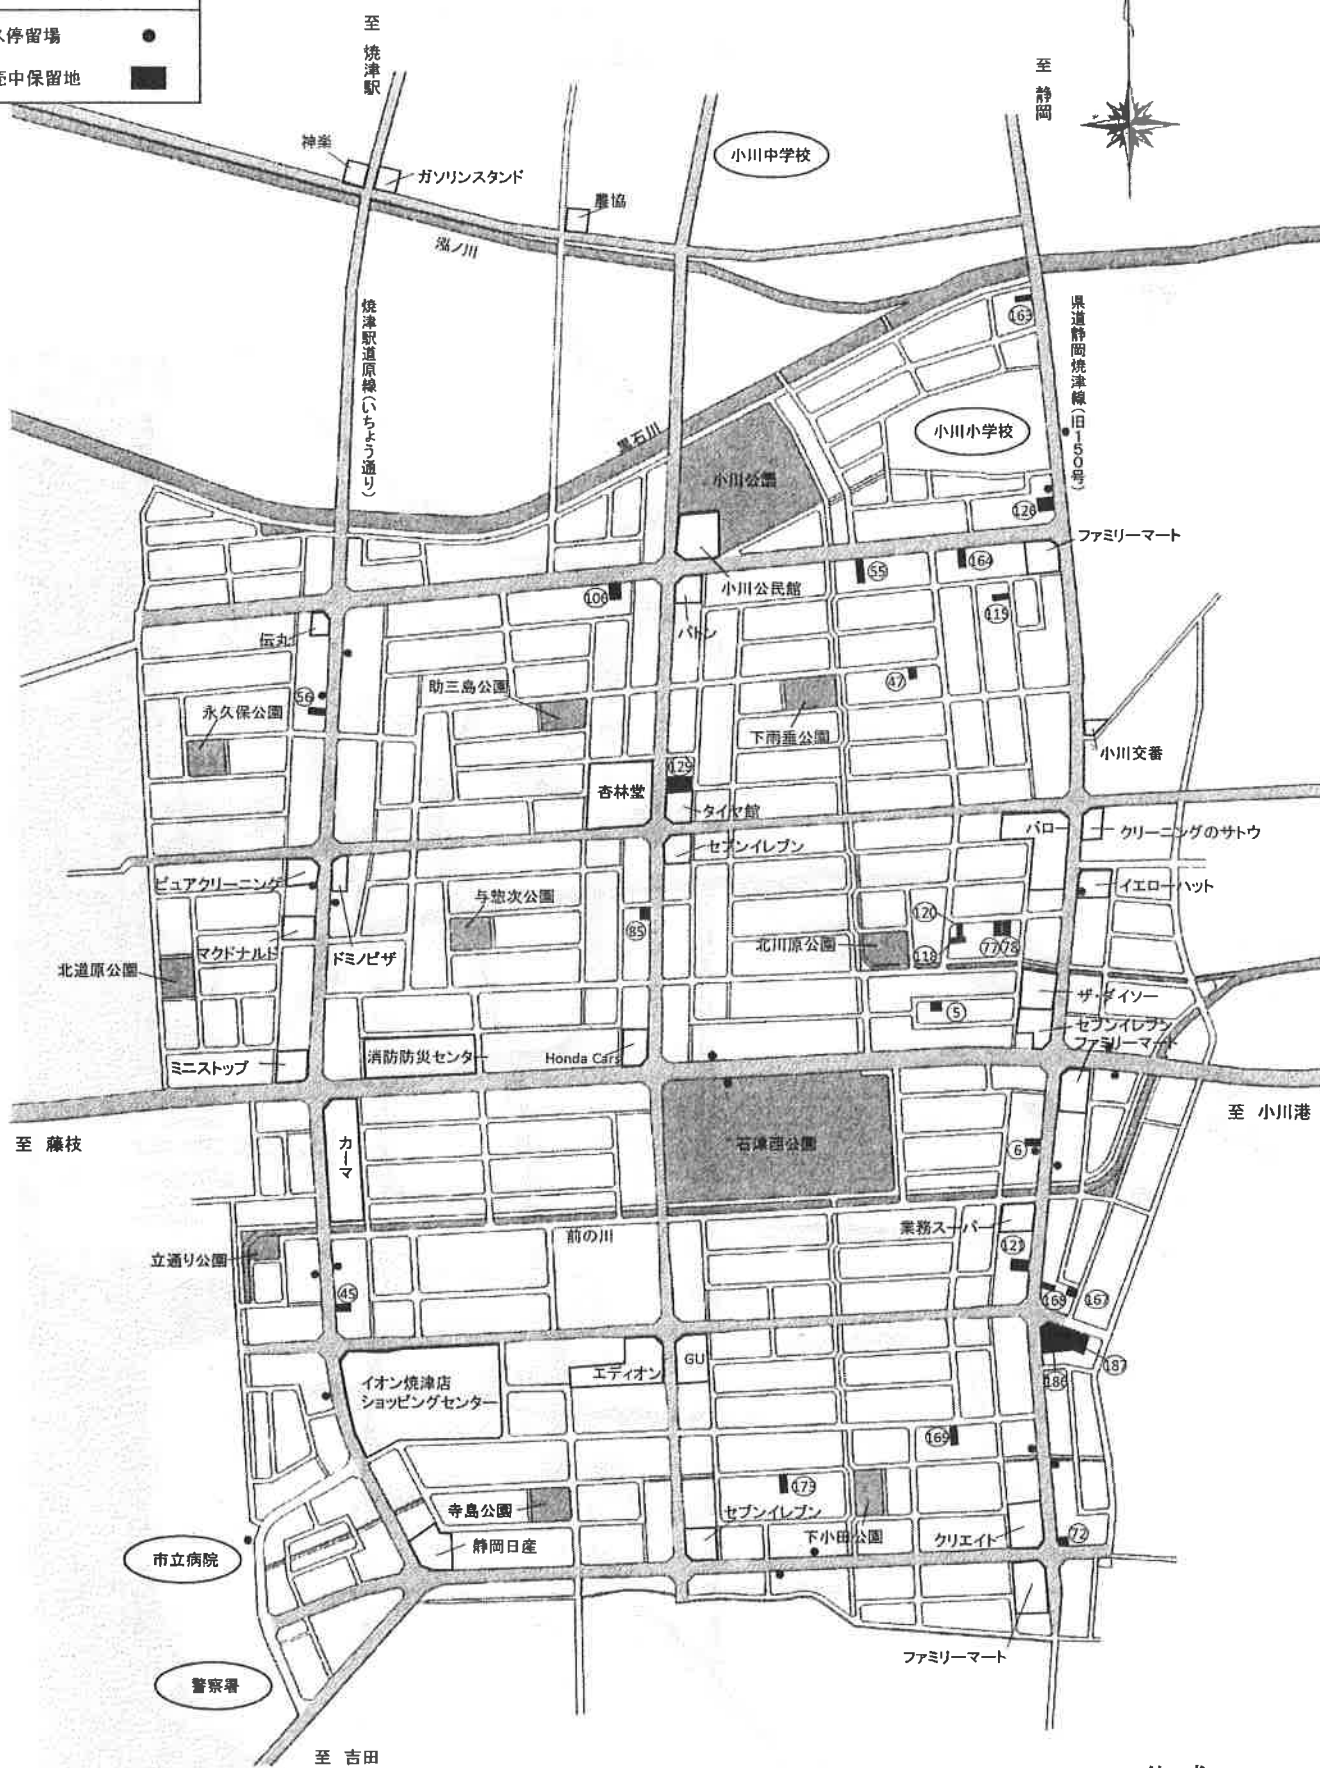 停留場
中保留地
至 焼津駅
至 静岡
神楽
ガソリンスタンド
小川中学校
農協
泓ノ川
163
焼津駅道原線(いちょう通り)
県道静岡焼津線(旧150号)
黒石川
小川小学校
小川公園
126
ファミリーマート
164
55
小川公民館
106
115
伝丸
バトン
助三島公園
47
56
永久保公園
下雨垂公園
小川交番
129
杏林堂
タイヤ館
バロー
クリーニングのサトウ
セブンイレブン
ピュアクリーニング
イエローハット
与惣次公園
120
85
マクドナルド
ドミノピザ
北川原公園
118
77
78
北道原公園
ザ・ダイソー
5
セブンイレブン
ファミリーマート
ミニストップ
消防防災センター
Honda Cars
至 藤枝
カーマ
石津西公園
至 小川港
6
業務スーパー
前の川
立通り公園
121
45
168
167
エディオン
GU
187
イオン焼津店
ショッピングセンター
186
169
173
寺島公園
セブンイレブン
下小田公園
クリエイト
72
静岡日産
市立病院
ファミリーマート
警察署
至 吉田